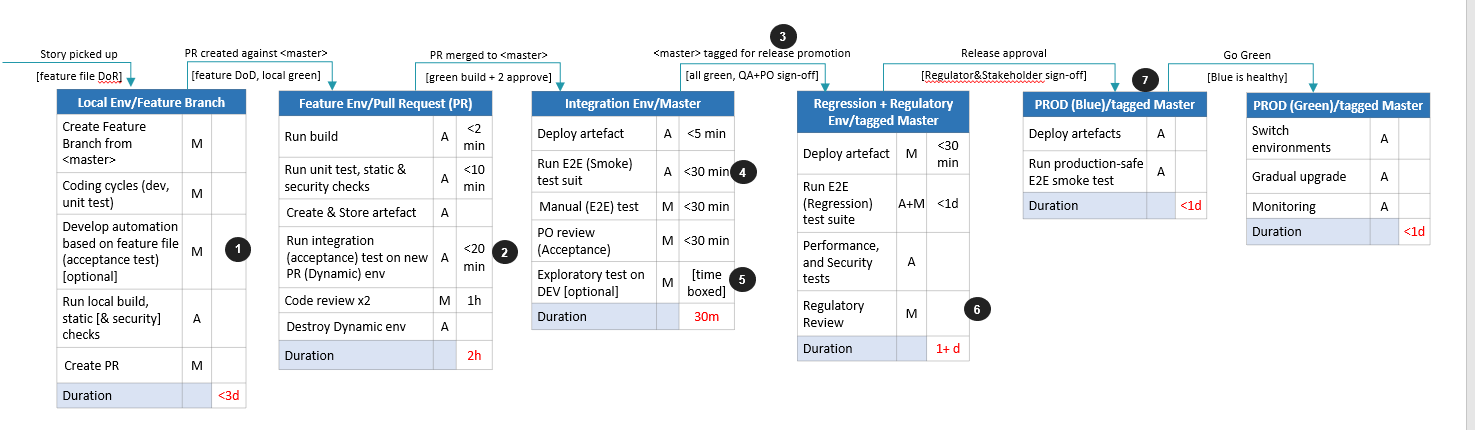 3
Story picked up
[feature file DoR]
PR created against <master>
[feature DoD, local green]
PR merged to <master>
[green build + 2 approve]
<master> tagged for release promotion
[all green, QA+PO sign-off]
Release approval
[Regulator&Stakeholder sign-off]
7
Go Green
[Blue is healthy]
Local Env/Feature Branch
Create Feature
Branch from
<master>
M
Coding cycles (dev,
unit test)
M
Develop automation
based on feature file
(acceptance test)
[optional]
M
1
Run local build,
static [& security]
checks
A
Create PR
M
Duration
<3d
Feature Env/Pull Request (PR)
Run build
A
<2
min
Run unit test, static &
security checks
A
<10
min
Create & Store artefact
A
Run integration
(acceptance) test on new
PR (Dynamic) env
A
<20
min
2
Code review x2
M
1h
Destroy Dynamic env
A
Duration
2h
Integration Env/Master
Deploy artefact
A
<5 min
Run E2E (Smoke)
test suit
A
<30 min
4
Manual (E2E) test
M
<30 min
PO review
(Acceptance)
M
<30 min
Exploratory test on
DEV [optional]
M
[time
boxed]
5
Duration
30m
Regression + Regulatory
Env/tagged Master
Deploy artefact
M
<30
min
Run E2E
(Regression)
test suite
A+M
<1d
Performance,
and Security
tests
A
Regulatory
Review
M
6
Duration
1+ d
PROD (Blue)/tagged Master
Deploy artefacts
A
Run production-safe
E2E smoke test
A
Duration
<1d
PROD (Green)/tagged Master
Switch
environments
A
Gradual upgrade
A
Monitoring
A
Duration
<1d